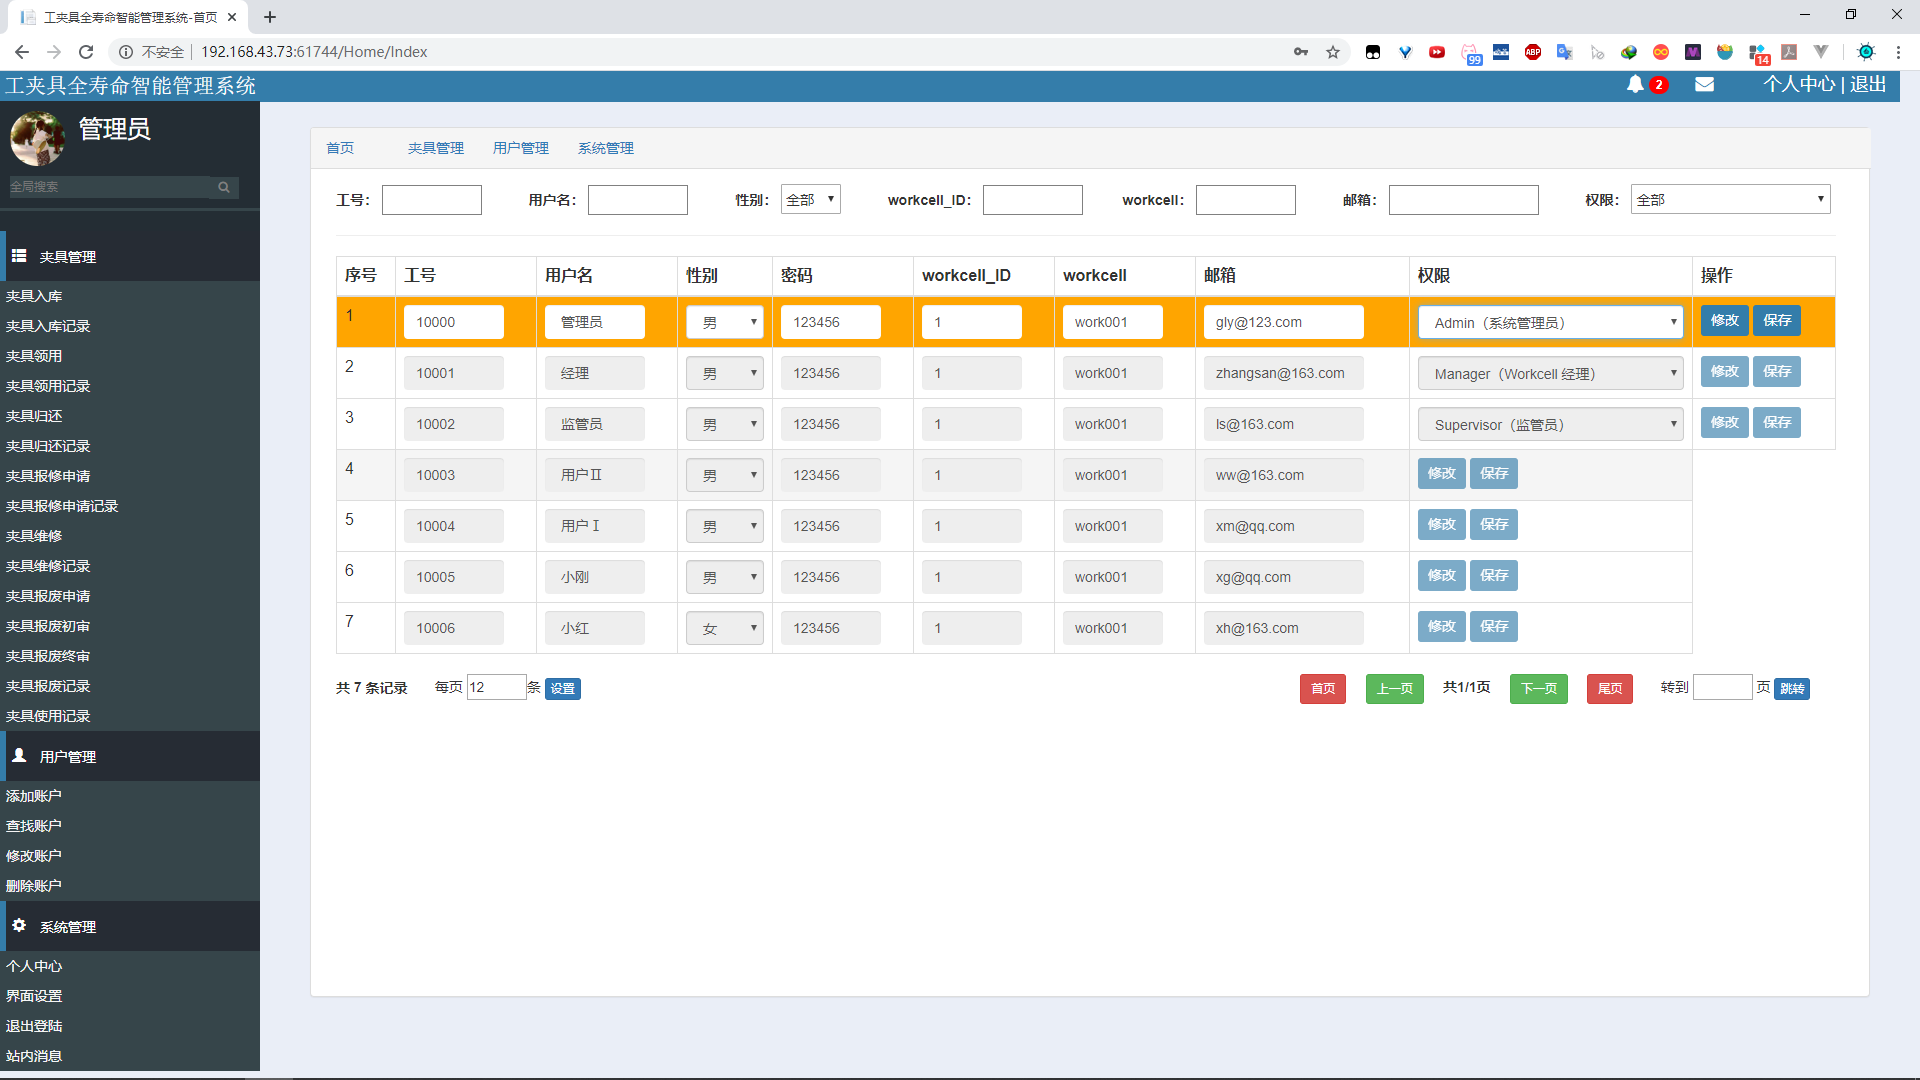 工夹具全寿命智能管理系统-首页
不安全 192.168.43.73:61744/Home/Index
99
ABP
14
工夹具全寿命智能管理系统
2
个人中心 | 退出
管理员
全局搜索
夹具管理
夹具入库
夹具入库记录
夹具领用
夹具领用记录
夹具归还
夹具归还记录
夹具报修申请
夹具报修申请记录
夹具维修
夹具维修记录
夹具报废申请
夹具报废初审
夹具报废终审
夹具报废记录
夹具使用记录
用户管理
添加账户
查找账户
修改账户
删除账户
系统管理
个人中心
界面设置
退出登陆
站内消息
首页 夹具管理 用户管理 系统管理
工号: 用户名: 性别: 全部 workcell_ID: workcell: 邮箱: 权限: 全部
序号 工号 用户名 性别 密码 workcell_ID workcell 邮箱 权限 操作
1 10000 管理员 男 123456 1 work001 gly@123.com Admin（系统管理员） 修改 保存
2 10001 经理 男 123456 1 work001 zhangsan@163.com Manager（Workcell 经理） 修改 保存
3 10002 监管员 男 123456 1 work001 ls@163.com Supervisor（监管员） 修改 保存
4 10003 用户Ⅱ 男 123456 1 work001 ww@163.com 修改 保存
5 10004 用户Ⅰ 男 123456 1 work001 xm@qq.com 修改 保存
6 10005 小刚 男 123456 1 work001 xg@qq.com 修改 保存
7 10006 小红 女 123456 1 work001 xh@163.com 修改 保存
共 7 条记录 每页 12 条 设置 首页 上一页 共1/1页 下一页 尾页 转到 页 跳转